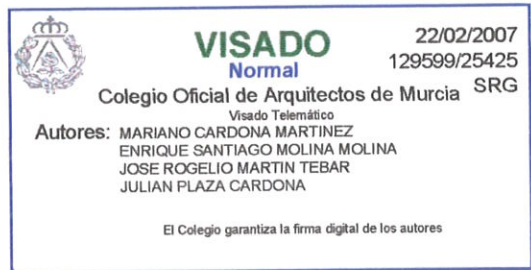 VISADO 22/02/2007
Normal 129599/25425
Colegio Oficial de Arquitectos de Murcia SRG
Visado Telemático
Autores: MARIANO CARDONA MARTINEZ
ENRIQUE SANTIAGO MOLINA MOLINA
JOSE ROGELIO MARTIN TEBAR
JULIAN PLAZA CARDONA
El Colegio garantiza la firma digital de los autores